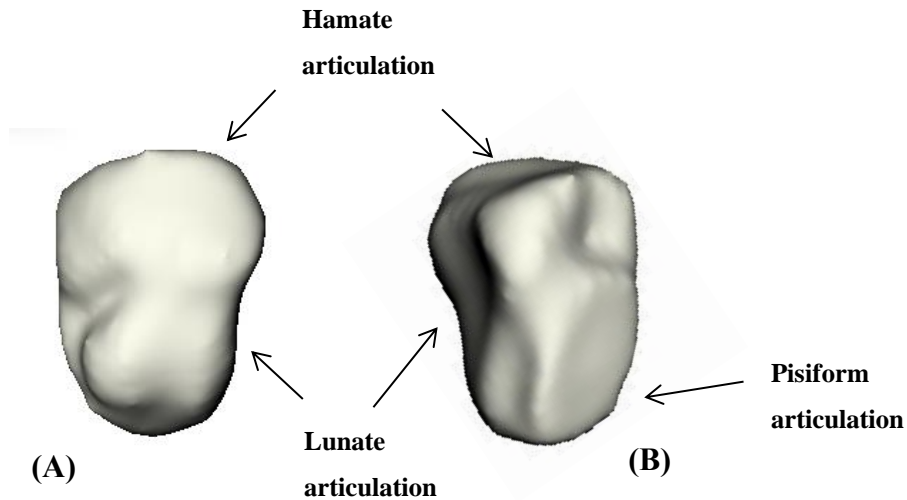 Hamate
articulation
Pisiform
articulation
Lunate
articulation
(A)
(B)